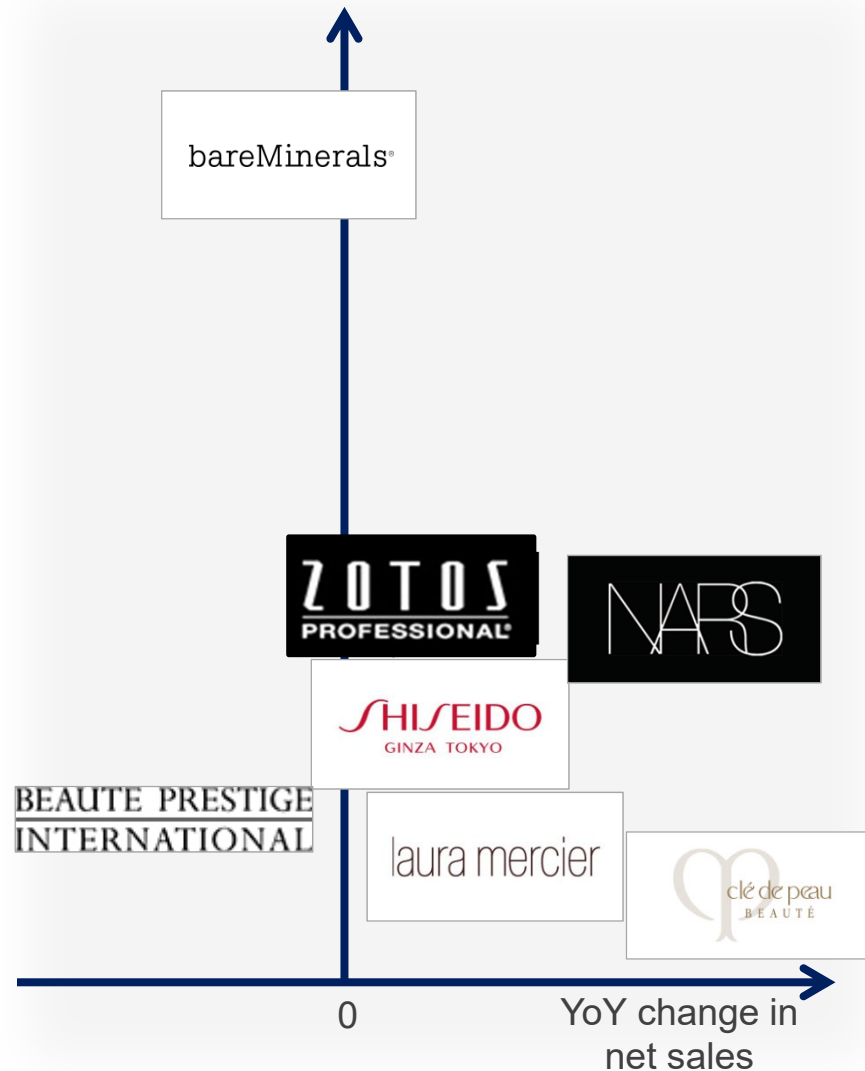 bareMinerals®
ZOTOS
PROFESSIONAL®
NARS
SHISEIDO
GINZA TOKYO
BEAUTE PRESTIGE
INTERNATIONAL
laura mercier
clé de peau
BEAUTÉ
0
YoY change in
net sales